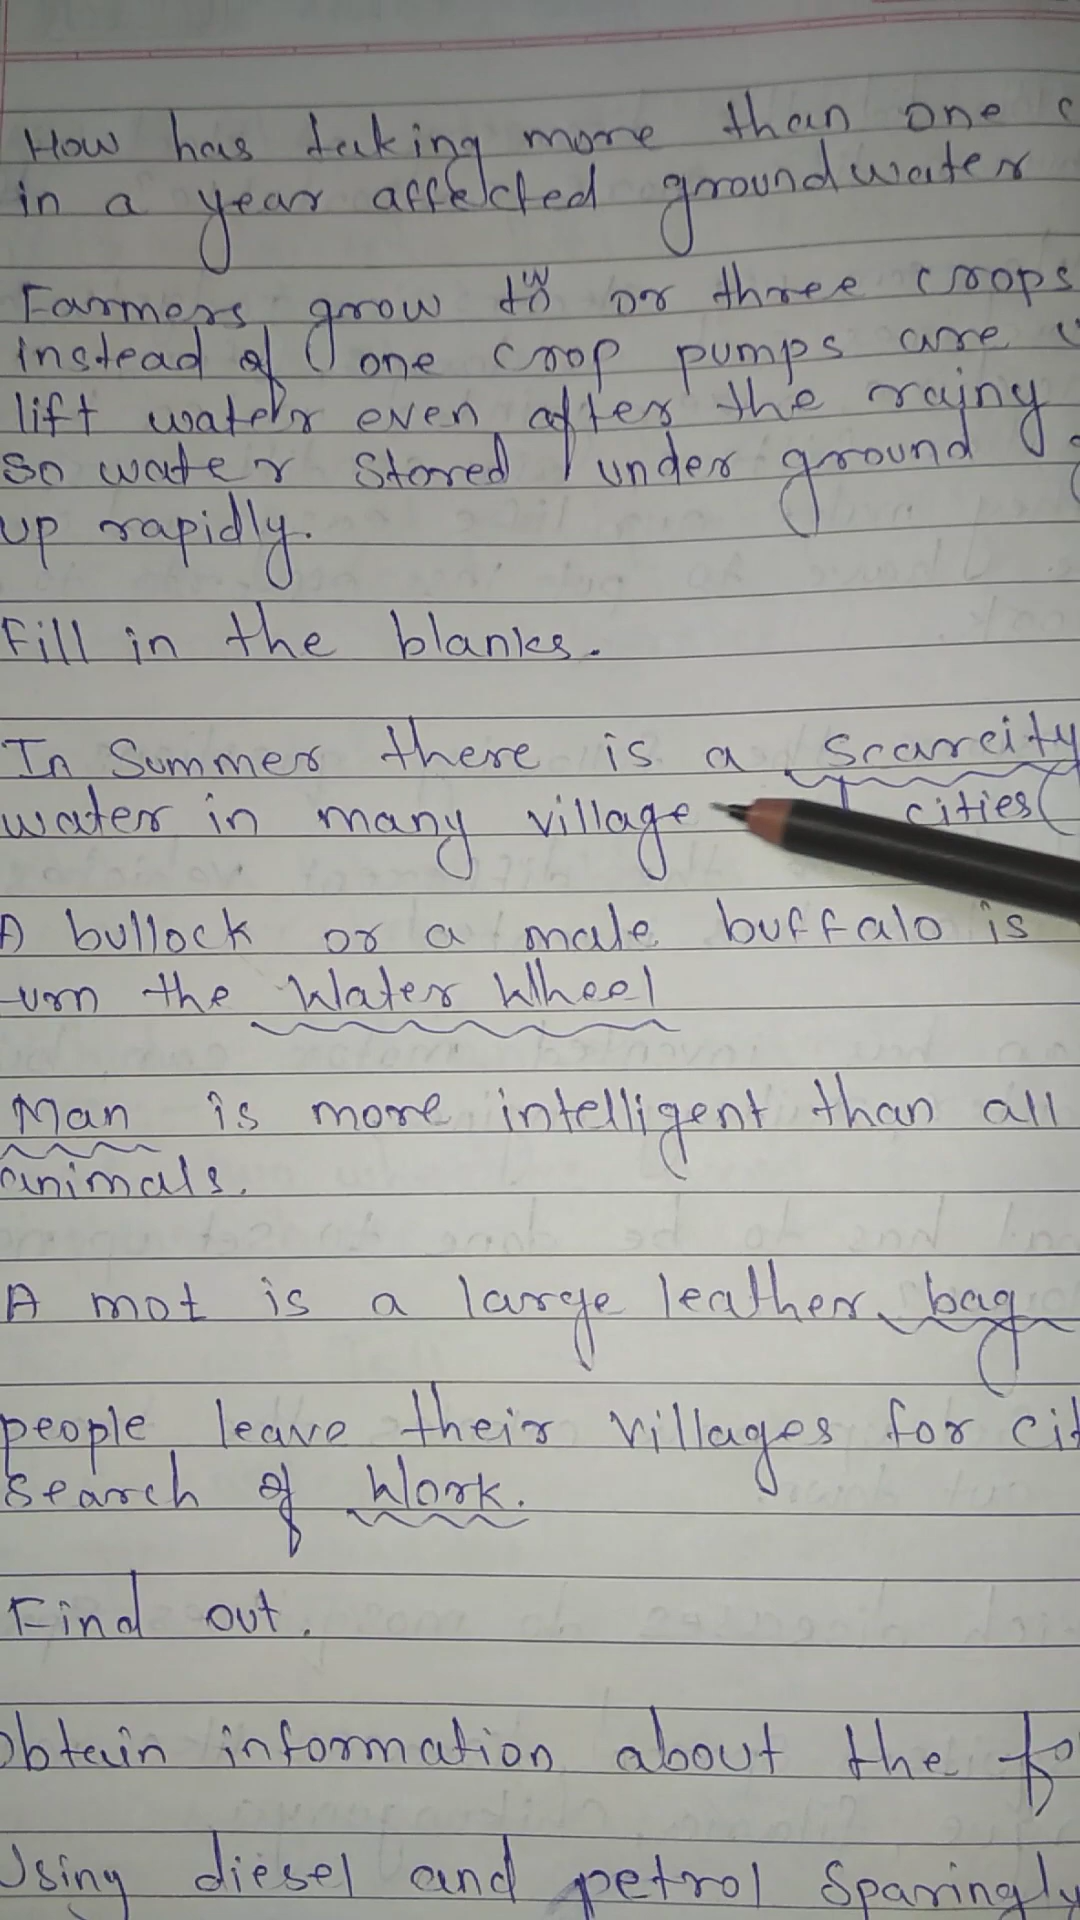 How has taking more than one
in a year affected groundwater
Farmers grow two or three crops
instead of one crop pumps are
lift water even after the rainy
so water stored under ground
up rapidly.
Fill in the blanks.
In Summer there is a Scarcity
water in many village cities(
A bullock or a male buffalo is
urn the Water Wheel
Man is more intelligent than all
animals.
A mot is a large leather bag
people leave their villages for cit
search of Work.
Find out.
Obtain information about the fo
Using diesel and petrol Sparingly